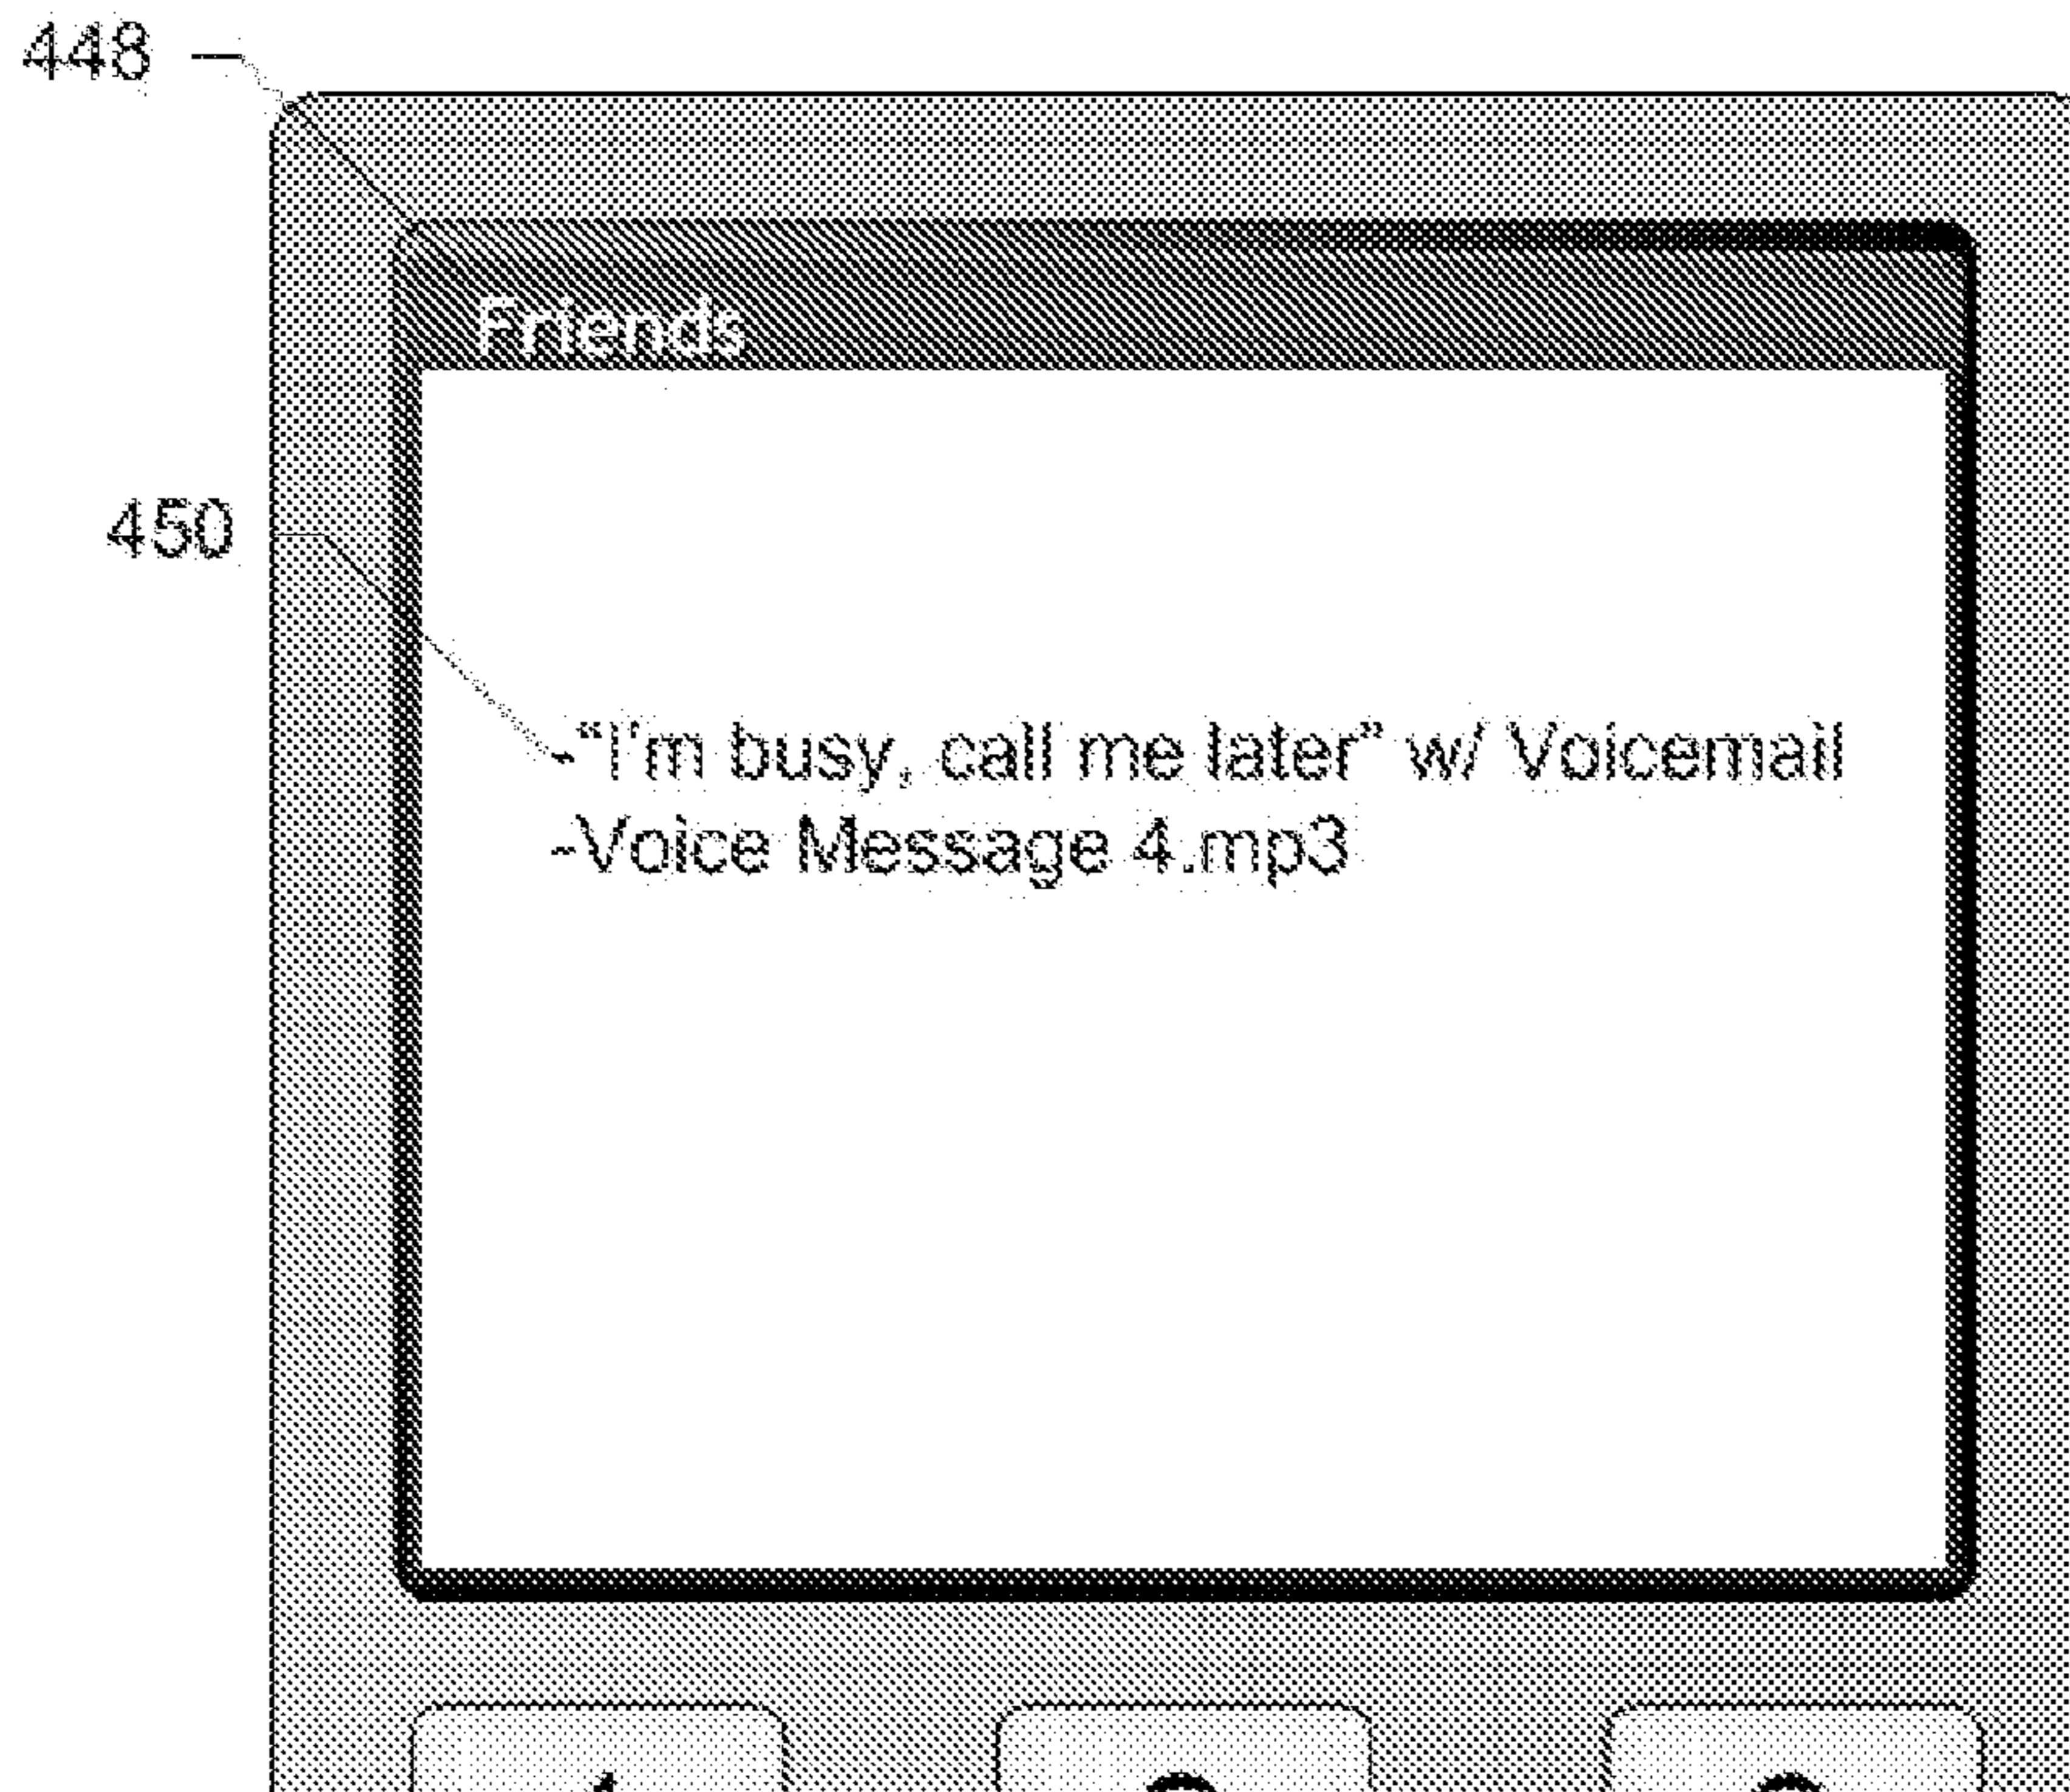 448
Friends
450
-“I’m busy, call me later” w/ Voicemail
-Voice Message 4.mp3